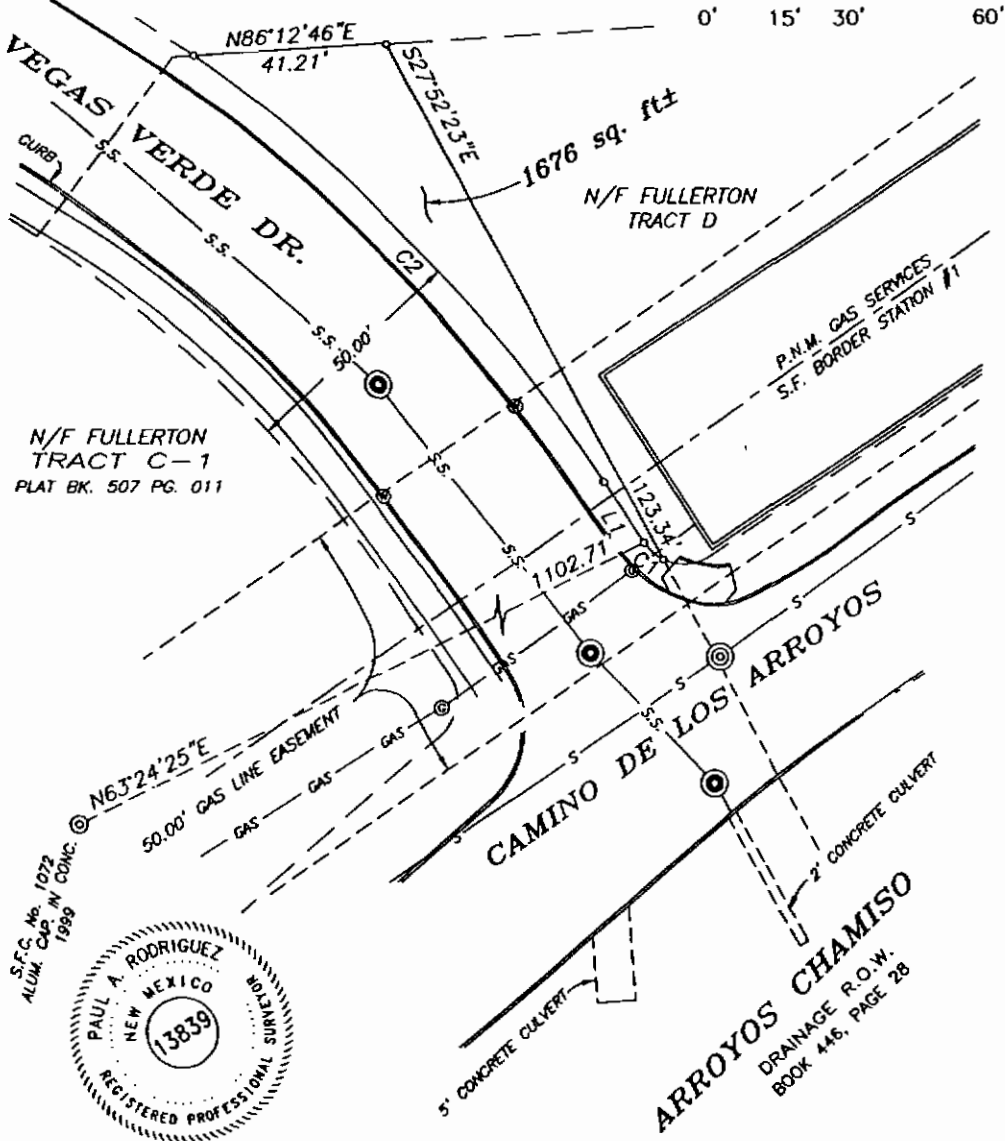 0' 15' 30' 60'
N86°12'46"E
41.21'
S27°52'23"E
1676 sq. ft±
VEGAS VERDE DR.
CURB
S.S.
S.S.
S.S.
S.S.
S.S.
S.S.
C2
50.00'
N/F FULLERTON
TRACT D
P.N.M. GAS SERVICES
S.F. BORDER STATION #1
N/F FULLERTON
TRACT C-1
PLAT BK. 507 PG. 011
L1
123.34'
C1
1102.71
GAS
G
S
S
S
S
S
S
N63°24'25"E
50.00' GAS LINE EASEMENT
GAS
GAS
GAS
G
CAMINO DE LOS ARROYOS
S.F.C. No. 1072
ALUM. CAP. IN CONC.
1999
2' CONCRETE CULVERT
5' CONCRETE CULVERT
ARROYOS CHAMISO
DRAINAGE R.O.W.
BOOK 446, PAGE 28
PAUL A. RODRIGUEZ
NEW MEXICO
13839
REGISTERED PROFESSIONAL SURVEYOR